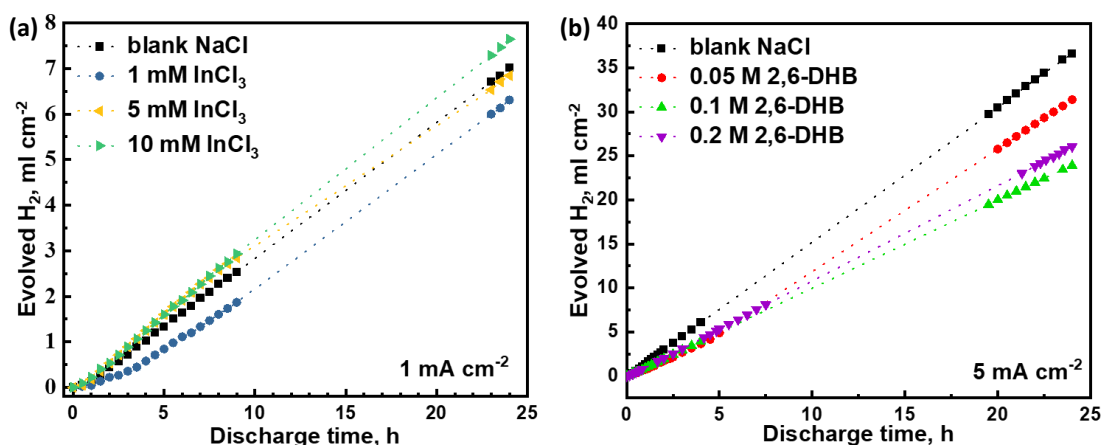 (a)
blank NaCl
1 mM InCl₃
5 mM InCl₃
10 mM InCl₃
1 mA cm⁻²
Evolved H₂, ml cm⁻²
8
7
6
5
4
3
2
1
0
0 5 10 15 20 25
Discharge time, h
(b)
blank NaCl
0.05 M 2,6-DHB
0.1 M 2,6-DHB
0.2 M 2,6-DHB
5 mA cm⁻²
Evolved H₂, ml cm⁻²
40
35
30
25
20
15
10
5
0
0 5 10 15 20 25
Discharge time, h